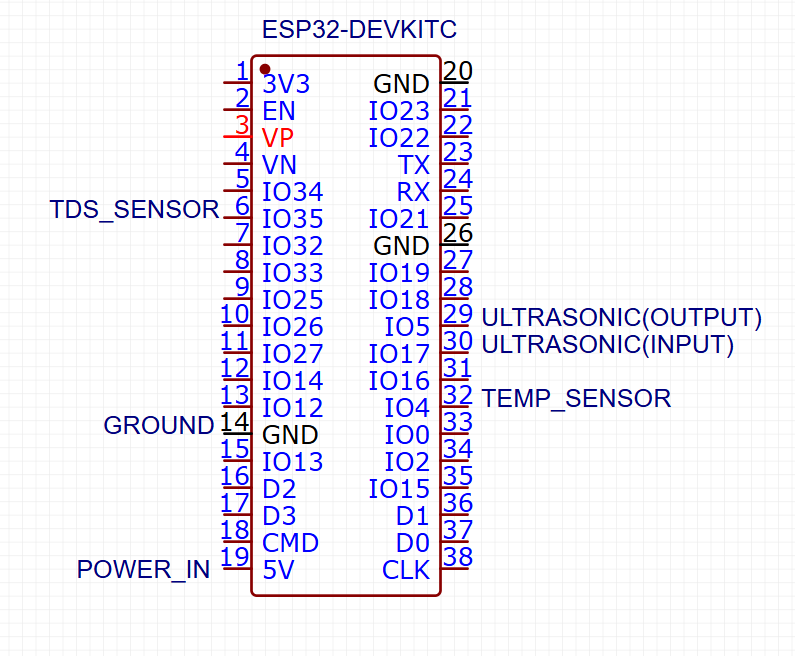 ESP32-DEVKITC
1 3V3 GND 20
2 EN IO23 21
3 VP IO22 22
4 VN TX 23
5 IO34 RX 24
TDS_SENSOR 6 IO35 IO21 25
7 IO32 GND 26
8 IO33 IO19 27
9 IO25 IO18 28
10 IO26 IO5 29 ULTRASONIC(OUTPUT)
11 IO27 IO17 30 ULTRASONIC(INPUT)
12 IO14 IO16 31
13 IO12 IO4 32 TEMP_SENSOR
GROUND 14 GND IO0 33
15 IO13 IO2 34
16 D2 IO15 35
17 D3 D1 36
18 CMD D0 37
POWER_IN 19 5V CLK 38